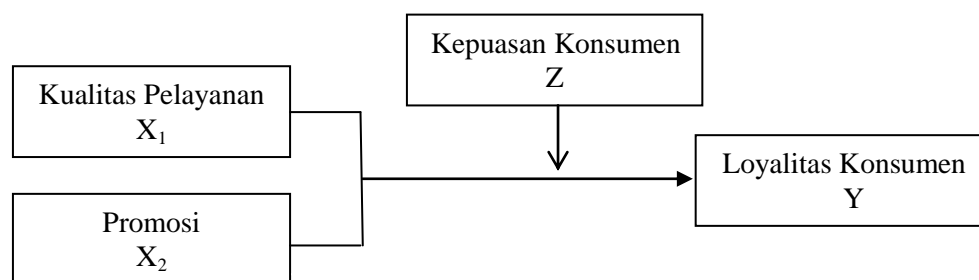 Kepuasan Konsumen
Z
Kualitas Pelayanan
X₁
Loyalitas Konsumen
Y
Promosi
X₂